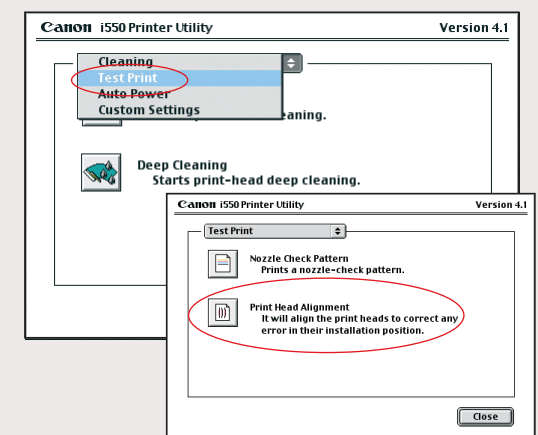 Canon i550 Printer Utility Version 4.1
Cleaning
Test Print
Auto Power
Custom Settings
eaning.
Deep Cleaning
Starts print-head deep cleaning.
Canon i550 Printer Utility Version 4.1
Test Print
Nozzle Check Pattern
Prints a nozzle-check pattern.
Print Head Alignment
It will align the print heads to correct any
error in their installation position.
Close